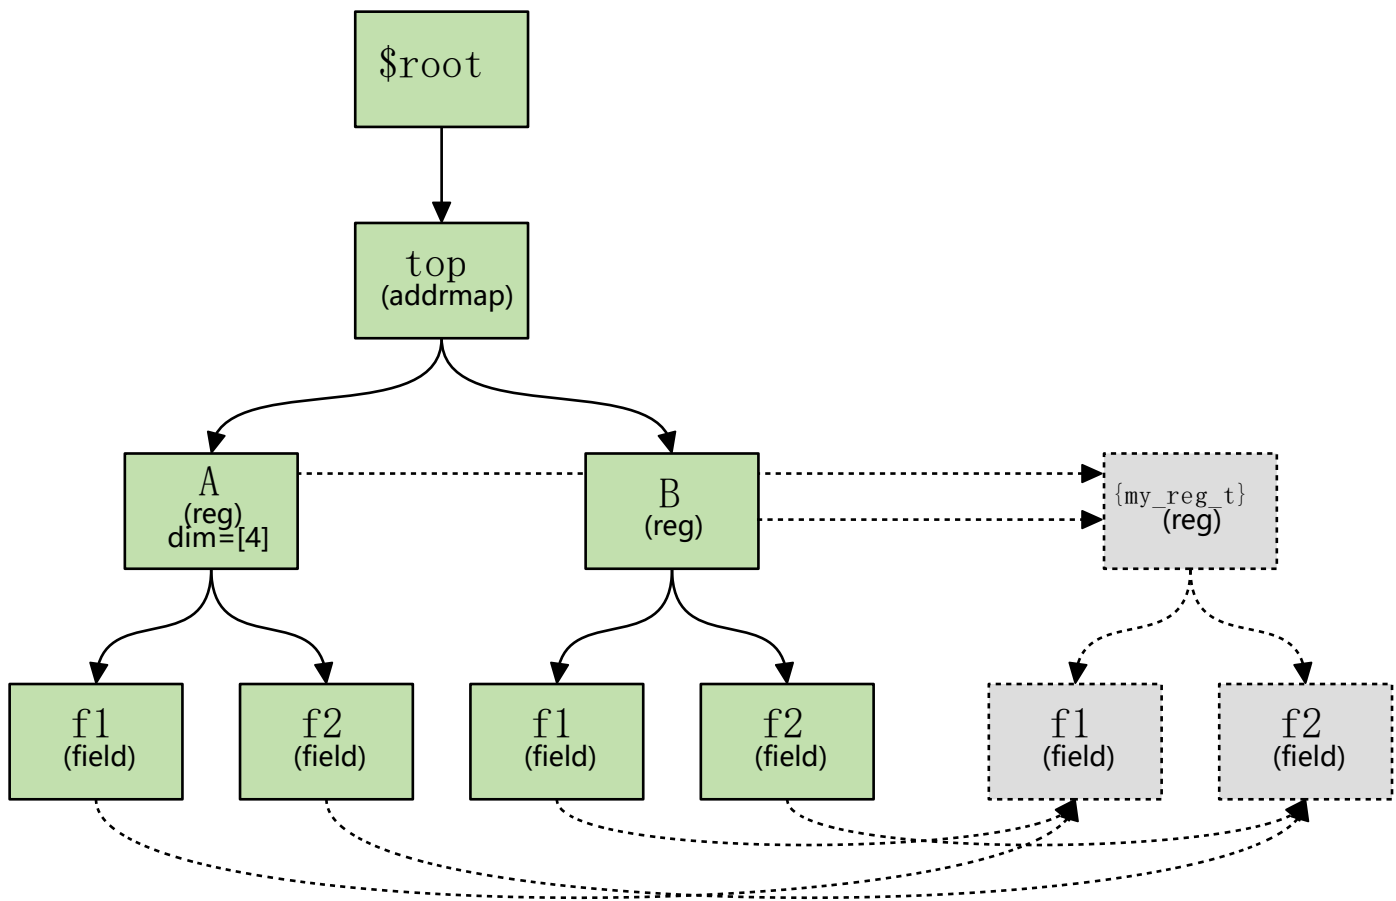 $root
top
(addrmap)
A
(reg)
dim=[4]
B
(reg)
{my_reg_t}
(reg)
f1
(field)
f2
(field)
f1
(field)
f2
(field)
f1
(field)
f2
(field)